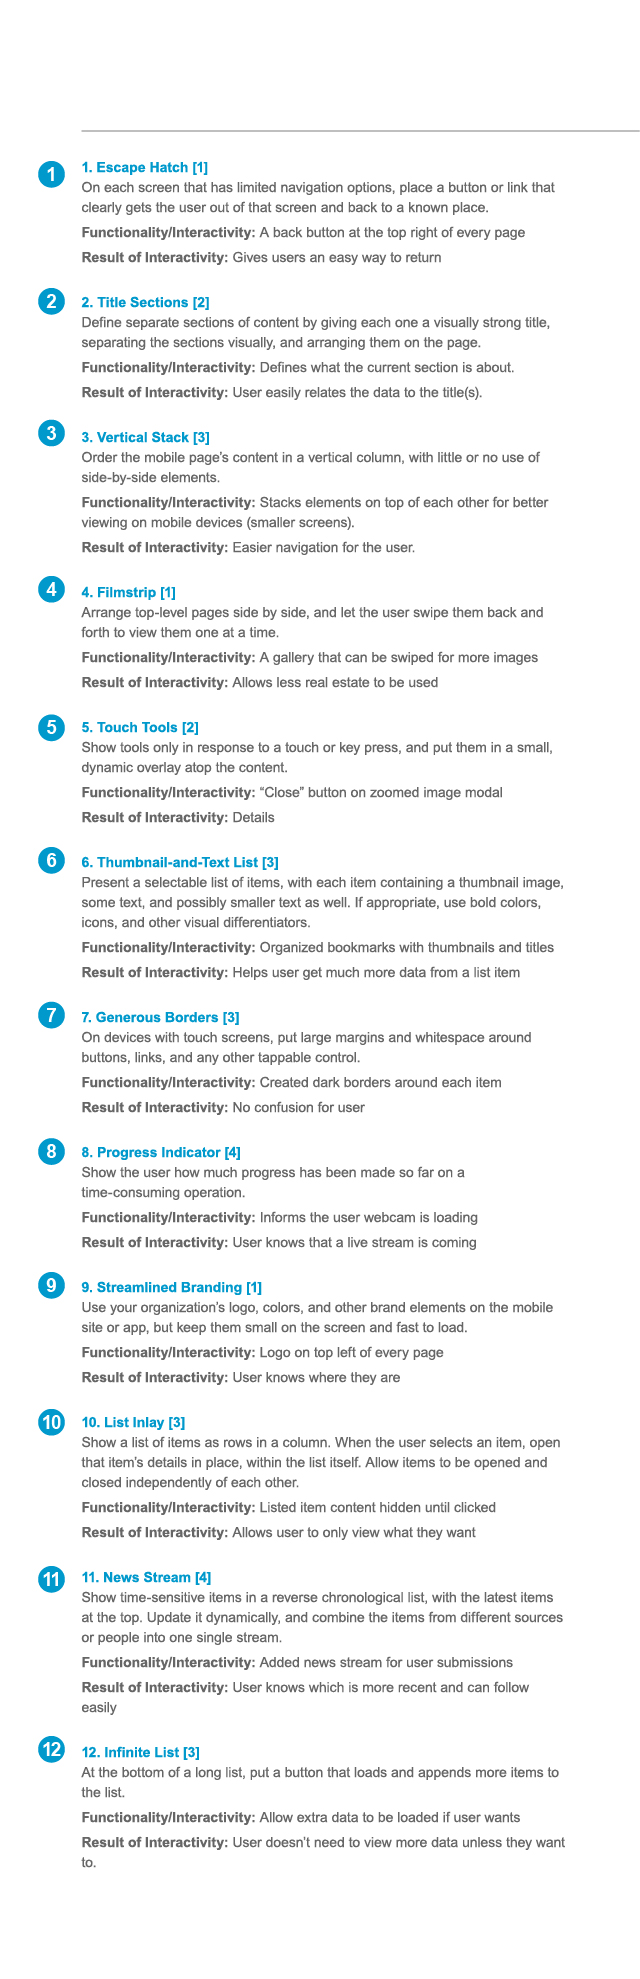 1
1. Escape Hatch [1]
On each screen that has limited navigation options, place a button or link that
clearly gets the user out of that screen and back to a known place.
Functionality/Interactivity: A back button at the top right of every page
Result of Interactivity: Gives users an easy way to return
2
2. Title Sections [2]
Define separate sections of content by giving each one a visually strong title,
separating the sections visually, and arranging them on the page.
Functionality/Interactivity: Defines what the current section is about.
Result of Interactivity: User easily relates the data to the title(s).
3
3. Vertical Stack [3]
Order the mobile page's content in a vertical column, with little or no use of
side-by-side elements.
Functionality/Interactivity: Stacks elements on top of each other for better
viewing on mobile devices (smaller screens).
Result of Interactivity: Easier navigation for the user.
4
4. Filmstrip [1]
Arrange top-level pages side by side, and let the user swipe them back and
forth to view them one at a time.
Functionality/Interactivity: A gallery that can be swiped for more images
Result of Interactivity: Allows less real estate to be used
5
5. Touch Tools [2]
Show tools only in response to a touch or key press, and put them in a small,
dynamic overlay atop the content.
Functionality/Interactivity: “Close” button on zoomed image modal
Result of Interactivity: Details
6
6. Thumbnail-and-Text List [3]
Present a selectable list of items, with each item containing a thumbnail image,
some text, and possibly smaller text as well. If appropriate, use bold colors,
icons, and other visual differentiators.
Functionality/Interactivity: Organized bookmarks with thumbnails and titles
Result of Interactivity: Helps user get much more data from a list item
7
7. Generous Borders [3]
On devices with touch screens, put large margins and whitespace around
buttons, links, and any other tappable control.
Functionality/Interactivity: Created dark borders around each item
Result of Interactivity: No confusion for user
8
8. Progress Indicator [4]
Show the user how much progress has been made so far on a
time-consuming operation.
Functionality/Interactivity: Informs the user webcam is loading
Result of Interactivity: User knows that a live stream is coming
9
9. Streamlined Branding [1]
Use your organization's logo, colors, and other brand elements on the mobile
site or app, but keep them small on the screen and fast to load.
Functionality/Interactivity: Logo on top left of every page
Result of Interactivity: User knows where they are
10
10. List Inlay [3]
Show a list of items as rows in a column. When the user selects an item, open
that item's details in place, within the list itself. Allow items to be opened and
closed independently of each other.
Functionality/Interactivity: Listed item content hidden until clicked
Result of Interactivity: Allows user to only view what they want
11
11. News Stream [4]
Show time-sensitive items in a reverse chronological list, with the latest items
at the top. Update it dynamically, and combine the items from different sources
or people into one single stream.
Functionality/Interactivity: Added news stream for user submissions
Result of Interactivity: User knows which is more recent and can follow
easily
12
12. Infinite List [3]
At the bottom of a long list, put a button that loads and appends more items to
the list.
Functionality/Interactivity: Allow extra data to be loaded if user wants
Result of Interactivity: User doesn't need to view more data unless they want
to.